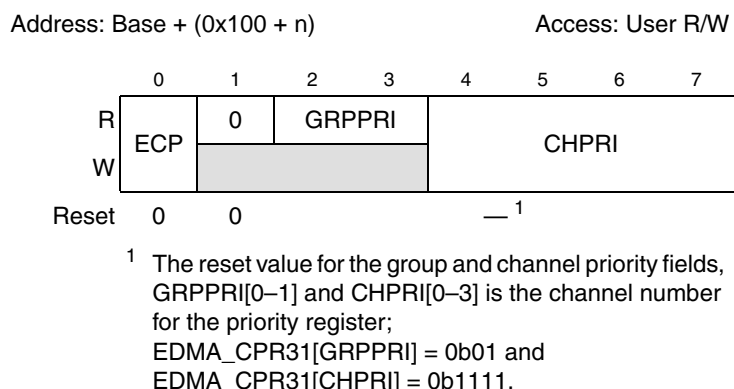 Address: Base + (0x100 + n) Access: User R/W
0 1 2 3 4 5 6 7
R ECP 0 GRPPRI CHPRI
W
Reset 0 0 — 1
1 The reset value for the group and channel priority fields,
GRPPRI[0–1] and CHPRI[0–3] is the channel number
for the priority register;
EDMA_CPR31[GRPPRI] = 0b01 and
EDMA_CPR31[CHPRI] = 0b1111.